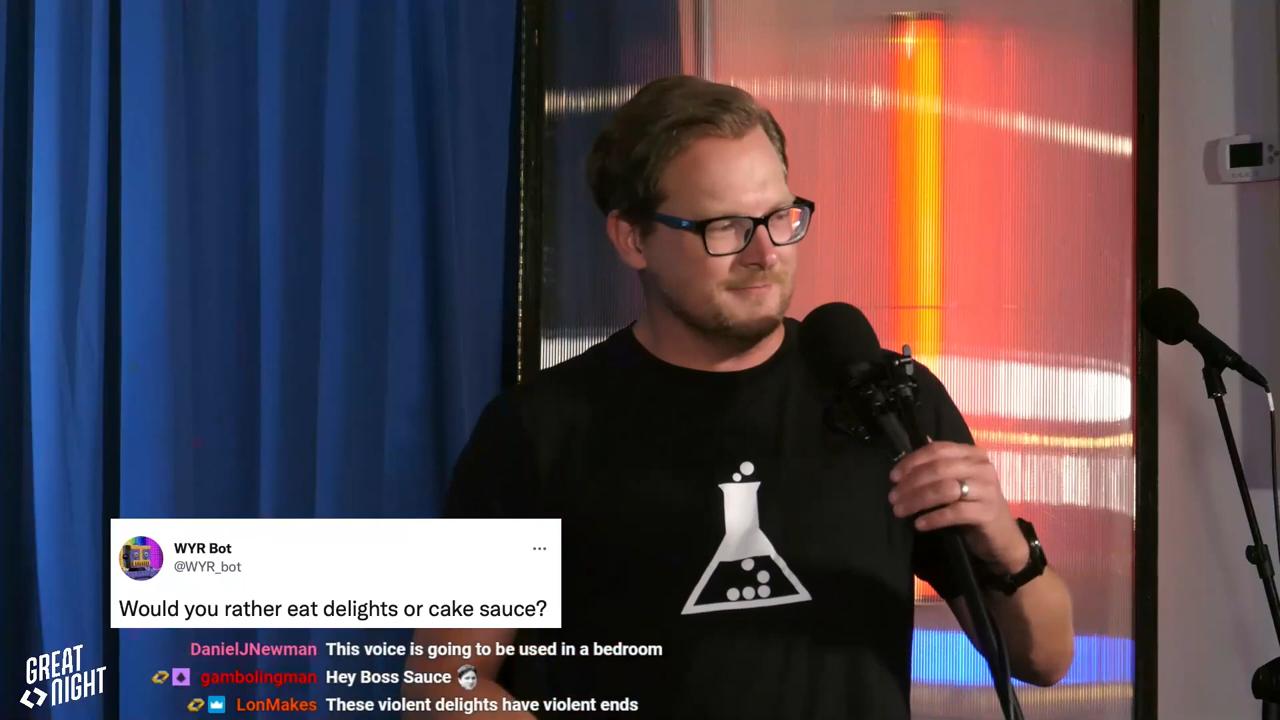 WYR Bot
@WYR_bot
Would you rather eat delights or cake sauce?
DanielJNewman This voice is going to be used in a bedroom
gambolingman Hey Boss Sauce
LonMakes These violent delights have violent ends
GREAT
NIGHT